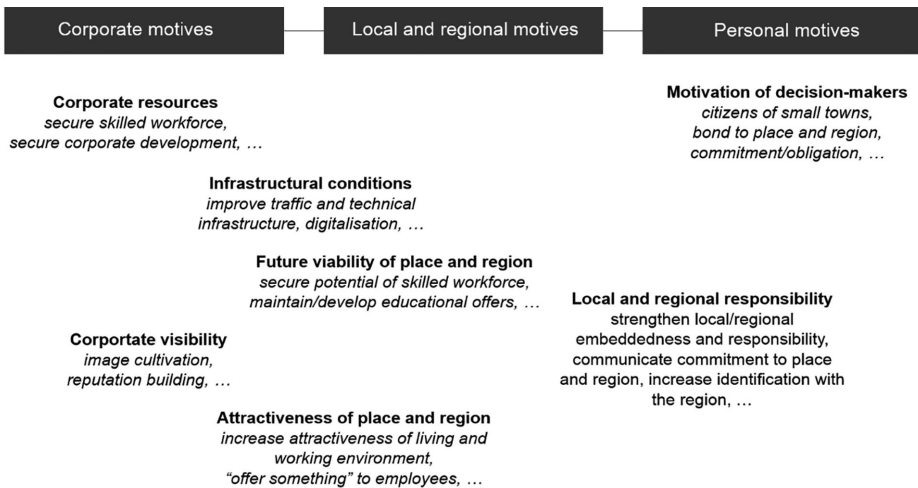 Corporate motives
Local and regional motives
Personal motives
Corporate resources
secure skilled workforce,
secure corporate development, …
Motivation of decision-makers
citizens of small towns,
bond to place and region,
commitment/obligation, …
Infrastructural conditions
improve traffic and technical
infrastructure, digitalisation, …
Future viability of place and region
secure potential of skilled workforce,
maintain/develop educational offers, …
Local and regional responsibility
strengthen local/regional
embeddedness and responsibility,
communicate commitment to place
and region, increase identification with
the region, …
Corportate visibility
image cultivation,
reputation building, …
Attractiveness of place and region
increase attractiveness of living and
working environment,
“offer something” to employees, …